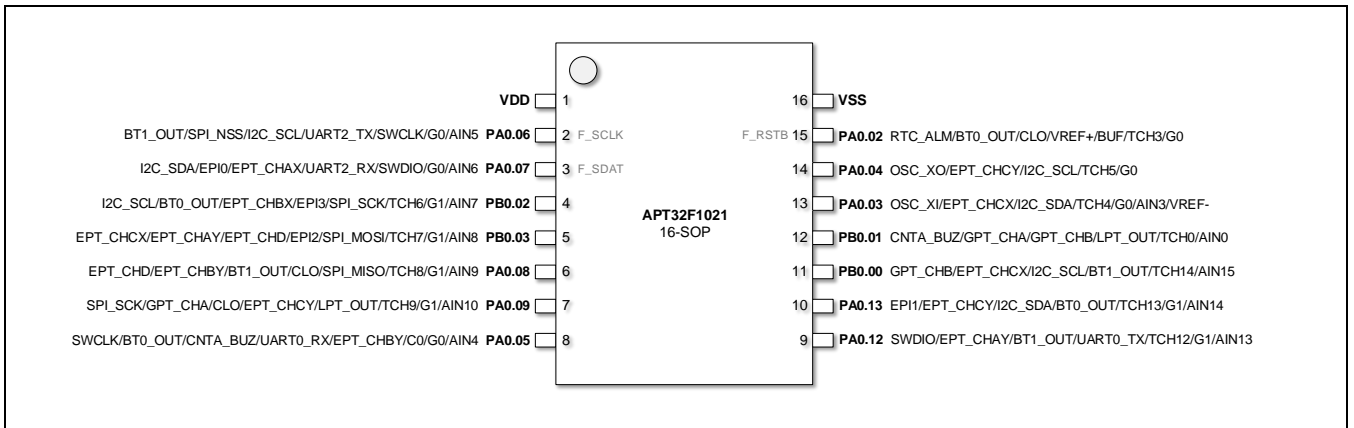 VDD 1 16 VSS
BT1_OUT/SPI_NSS/I2C_SCL/UART2_TX/SWCLK/G0/AIN5 PA0.06 2 F_SCLK F_RSTB 15 PA0.02 RTC_ALM/BT0_OUT/CLO/VREF+/BUF/TCH3/G0
I2C_SDA/EPI0/EPT_CHAX/UART2_RX/SWDIO/G0/AIN6 PA0.07 3 F_SDAT 14 PA0.04 OSC_XO/EPT_CHCY/I2C_SCL/TCH5/G0
I2C_SCL/BT0_OUT/EPT_CHBX/EPI3/SPI_SCK/TCH6/G1/AIN7 PB0.02 4 13 PA0.03 OSC_XI/EPT_CHCX/I2C_SDA/TCH4/G0/AIN3/VREF-
APT32F1021
16-SOP
EPT_CHCX/EPT_CHAY/EPT_CHD/EPI2/SPI_MOSI/TCH7/G1/AIN8 PB0.03 5 12 PB0.01 CNTA_BUZ/GPT_CHA/GPT_CHB/LPT_OUT/TCH0/AIN0
EPT_CHD/EPT_CHBY/BT1_OUT/CLO/SPI_MISO/TCH8/G1/AIN9 PA0.08 6 11 PB0.00 GPT_CHB/EPT_CHCX/I2C_SCL/BT1_OUT/TCH14/AIN15
SPI_SCK/GPT_CHA/CLO/EPT_CHCY/LPT_OUT/TCH9/G1/AIN10 PA0.09 7 10 PA0.13 EPI1/EPT_CHCY/I2C_SDA/BT0_OUT/TCH13/G1/AIN14
SWCLK/BT0_OUT/CNTA_BUZ/UART0_RX/EPT_CHBY/C0/G0/AIN4 PA0.05 8 9 PA0.12 SWDIO/EPT_CHAY/BT1_OUT/UART0_TX/TCH12/G1/AIN13